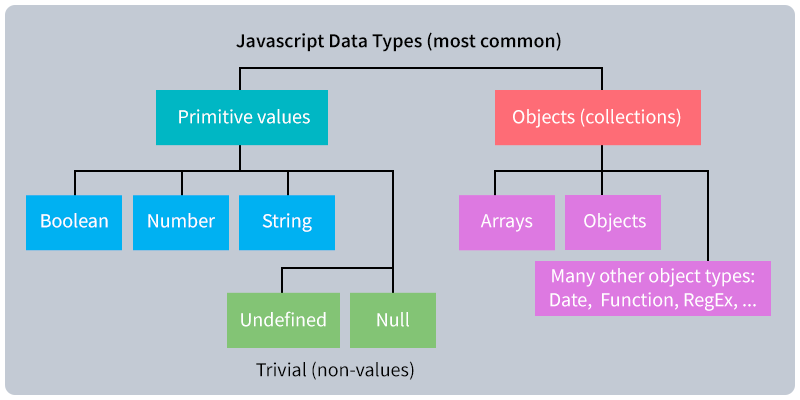 Javascript Data Types (most common)
Primitive values
Objects (collections)
Boolean
Number
String
Arrays
Objects
Many other object types:
Date, Function, RegEx, ...
Undefined
Null
Trivial (non-values)